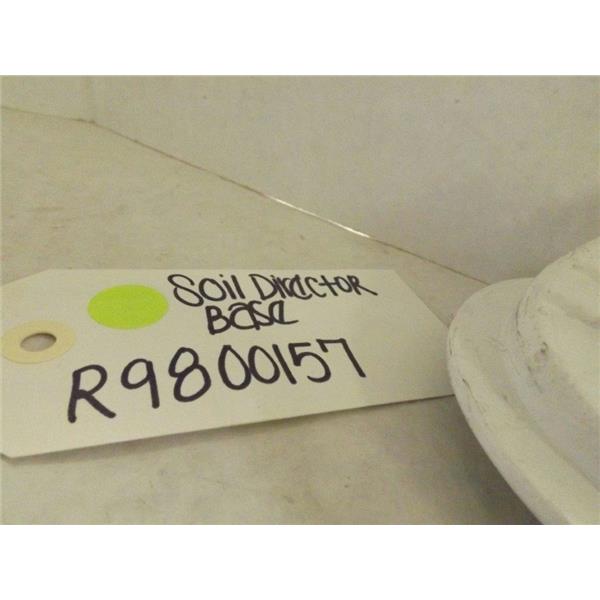 Soil Director
Base
R9800157